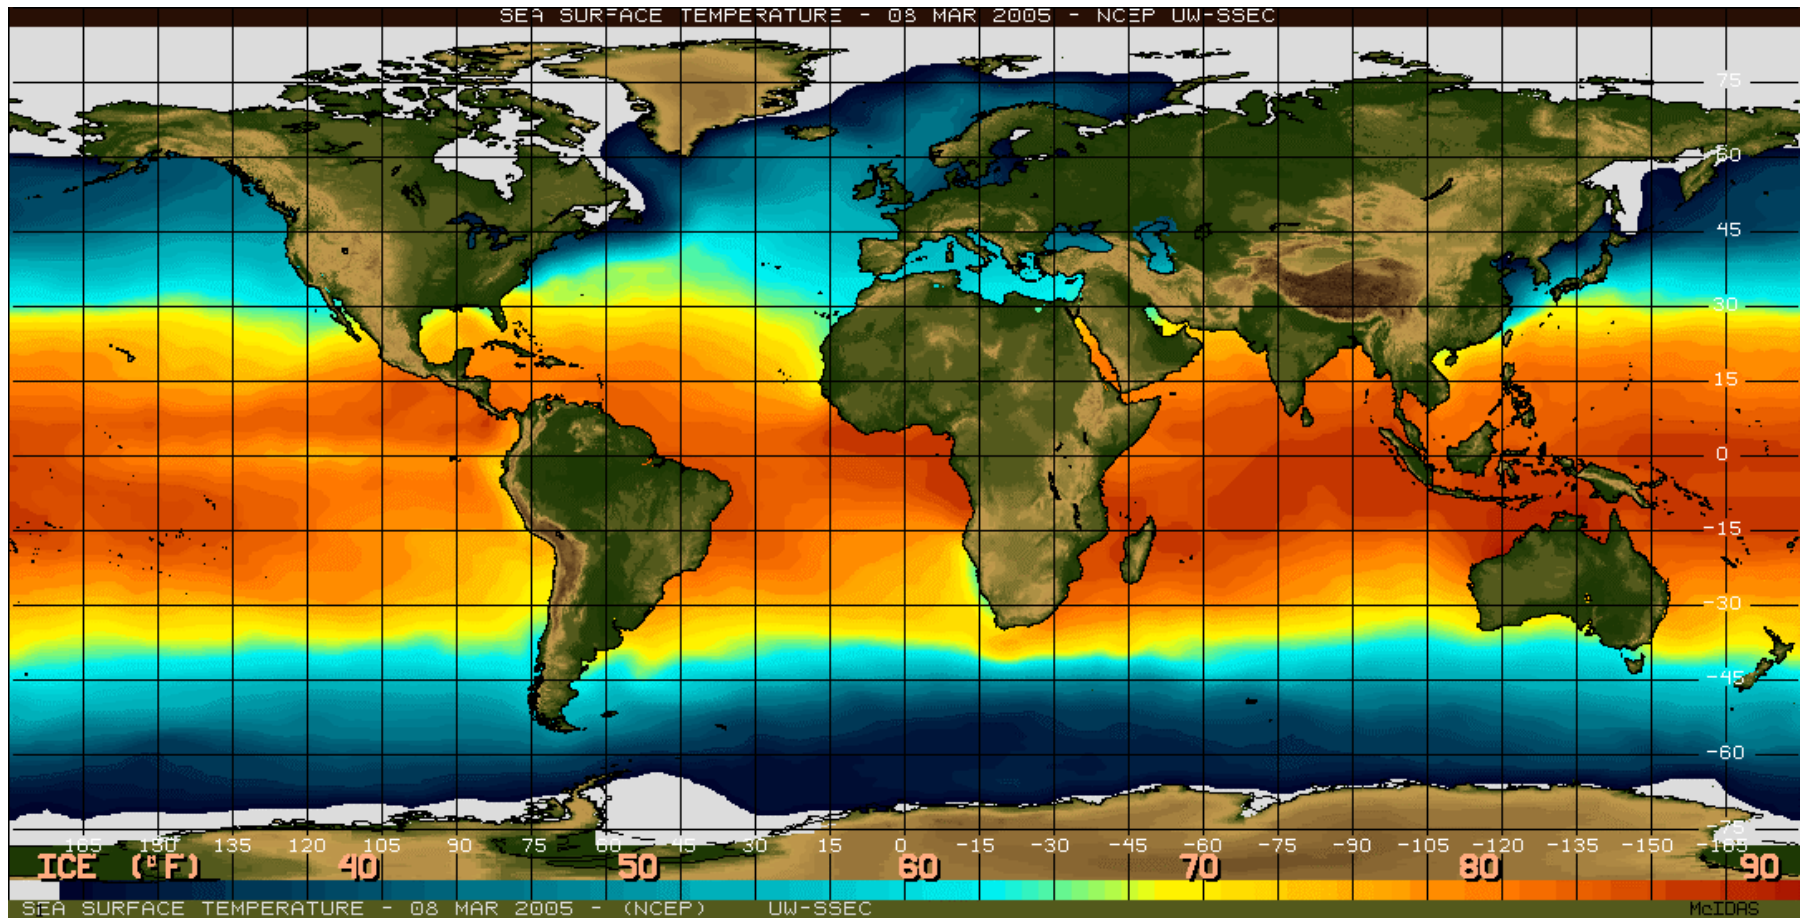 SEA SURFACE TEMPERATURE - 08 MAR 2005 - NCEP UW-SSEC
75
60
45
30
15
0
-15
-30
-45
-60
-75
165 150 135 120 105 90 75 60 45 30 15 0 -15 -30 -45 -60 -75 -90 -105 -120 -135 -150 -165
ICE (°F) 40 50 60 70 80 90
SEA SURFACE TEMPERATURE - 08 MAR 2005 - (NCEP) UW-SSEC McIDAS